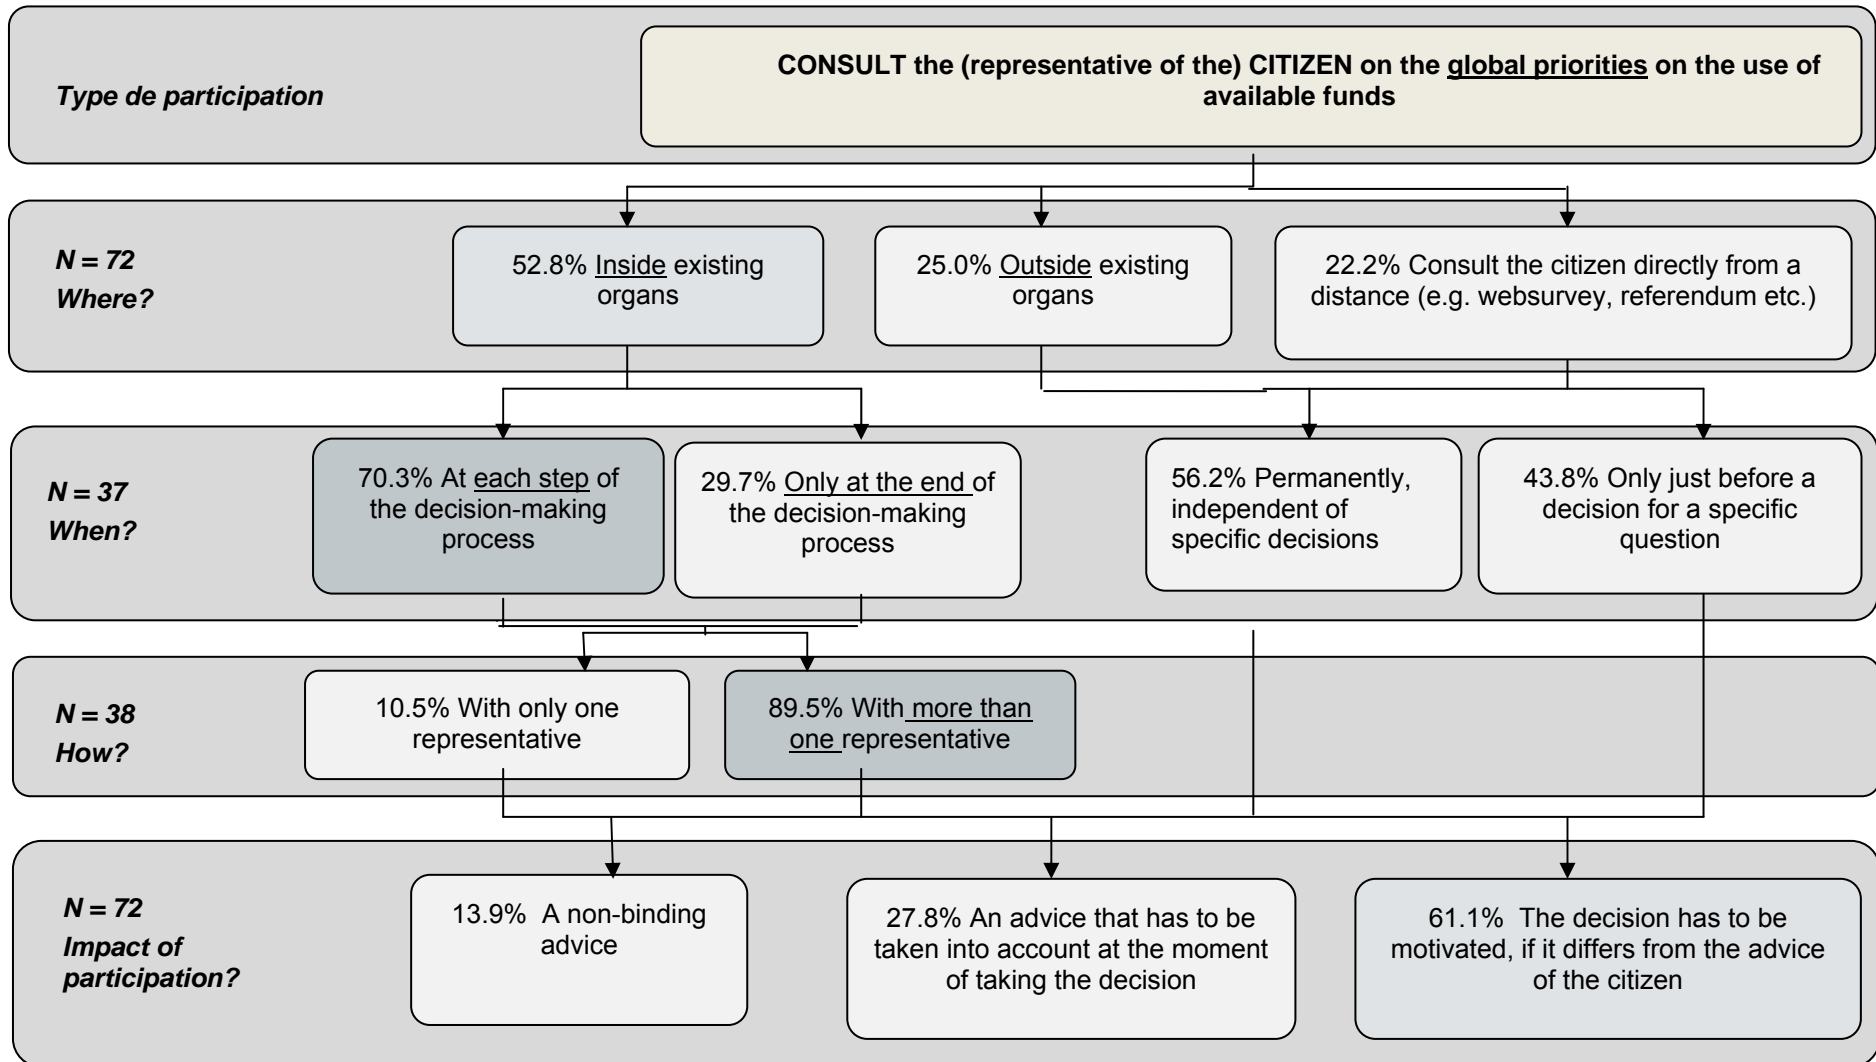 Type de participation
CONSULT the (representative of the) CITIZEN on the global priorities on the use of
available funds
N = 72
Where?
52.8% Inside existing
organs
25.0% Outside existing
organs
22.2% Consult the citizen directly from a
distance (e.g. websurvey, referendum etc.)
N = 37
When?
70.3% At each step of
the decision-making
process
29.7% Only at the end of
the decision-making
process
56.2% Permanently,
independent of
specific decisions
43.8% Only just before a
decision for a specific
question
N = 38
How?
10.5% With only one
representative
89.5% With more than
one representative
N = 72
Impact of
participation?
13.9% A non-binding
advice
27.8% An advice that has to be
taken into account at the moment
of taking the decision
61.1% The decision has to be
motivated, if it differs from the advice
of the citizen